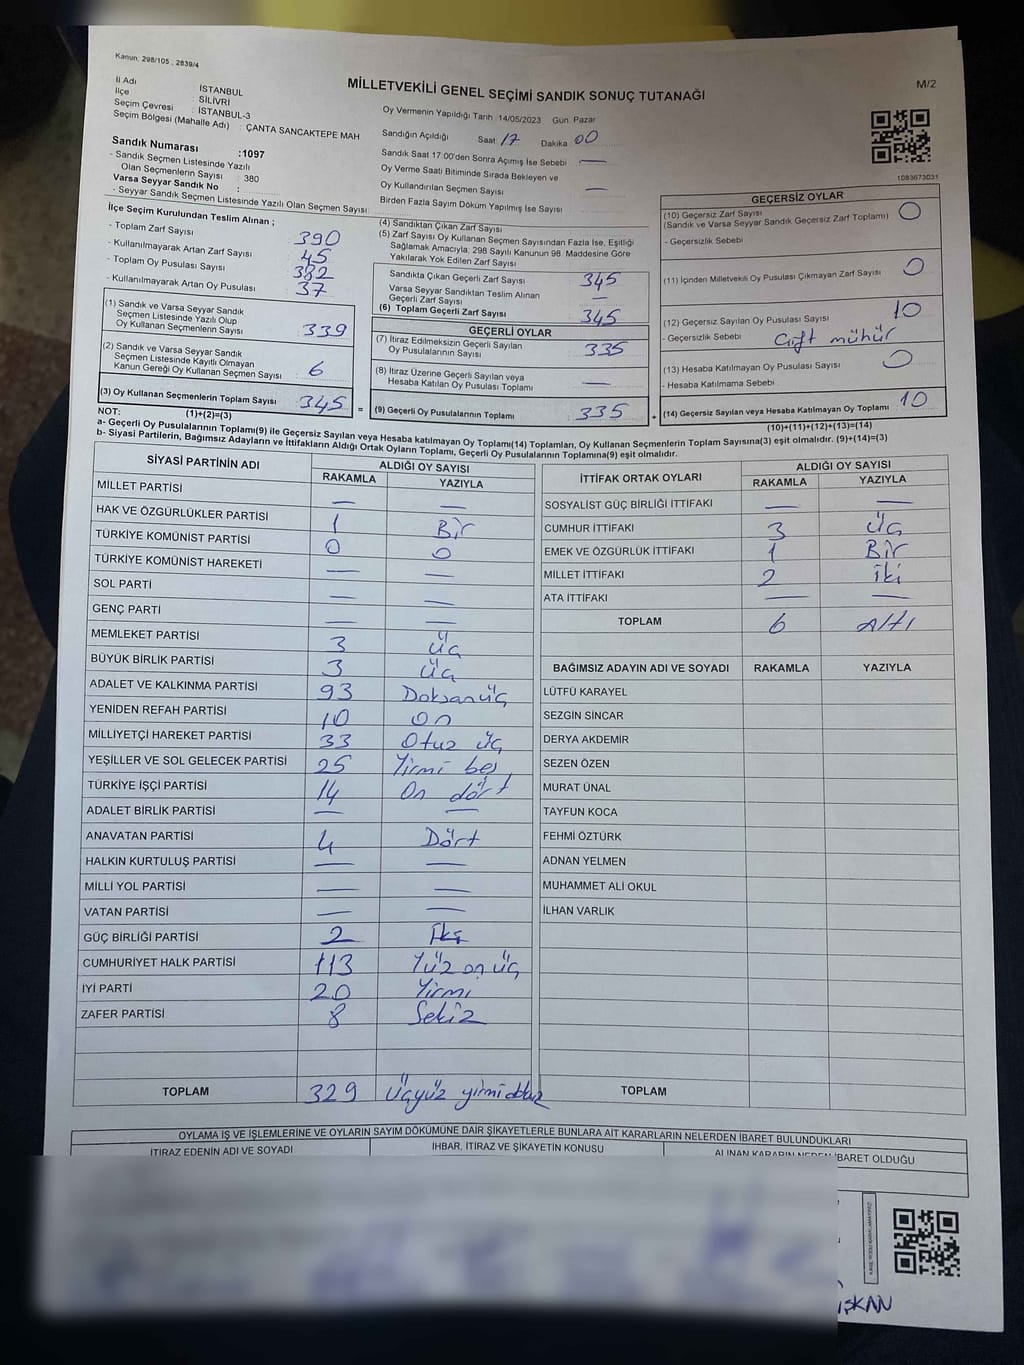 Kanun: 298/105 , 2839/4
MİLLETVEKİLİ GENEL SEÇİMİ SANDIK SONUÇ TUTANAĞI
M/2
İl Adı : İSTANBUL
İlçe : SİLİVRİ
Seçim Çevresi : İSTANBUL-3
Seçim Bölgesi (Mahalle Adı) : ÇANTA SANCAKTEPE MAH
Sandık Numarası :1097
- Sandık Seçmen Listesinde Yazılı
Olan Seçmenlerin Sayısı : 380
Varsa Seyyar Sandık No :
- Seyyar Sandık Seçmen Listesinde Yazılı Olan Seçmen Sayısı:
Oy Vermenin Yapıldığı Tarih :14/05/2023 Gün: Pazar
Sandığın Açıldığı Saat: 17 Dakika: 00
Sandık Saat 17:00'den Sonra Açımış İse Sebebi : —
Oy Verme Saati Bitiminde Sırada Bekleyen ve
Oy Kullandırılan Seçmen Sayısı : —
Birden Fazla Sayım Döküm Yapılmış İse Sayısı :
1083673031
İlçe Seçim Kurulundan Teslim Alınan ;
- Toplam Zarf Sayısı : 390
- Kullanılmayarak Artan Zarf Sayısı : 45
- Toplam Oy Pusulası Sayısı : 382
- Kullanılmayarak Artan Oy Pusulası : 37
(1) Sandık ve Varsa Seyyar Sandık
Seçmen Listesinde Yazılı Olup
Oy Kullanan Seçmenlerin Sayısı : 339
(2) Sandık ve Varsa Seyyar Sandık
Seçmen Listesinde Kayıtlı Olmayan
Kanun Gereği Oy Kullanan Seçmen Sayısı : 6
(3) Oy Kullanan Seçmenlerin Toplam Sayısı : 345 =
(1)+(2)=(3)
(4) Sandıktan Çıkan Zarf Sayısı :
(5) Zarf Sayısı Oy Kullanan Seçmen Sayısından Fazla İse, Eşitliği
Sağlamak Amacıyla, 298 Sayılı Kanunun 98. Maddesine Göre
Yakılarak Yok Edilen Zarf Sayısı :
Sandıkta Çıkan Geçerli Zarf Sayısı : 345
Varsa Seyyar Sandıktan Teslim Alınan
Geçerli Zarf Sayısı : —
(6) Toplam Geçerli Zarf Sayısı : 345
GEÇERLİ OYLAR
(7) İtiraz Edilmeksizin Geçerli Sayılan
Oy Pusulalarının Sayısı : 335
(8) İtiraz Üzerine Geçerli Sayılan veya
Hesaba Katılan Oy Pusulası Toplamı : —
(9) Geçerli Oy Pusulalarının Toplamı : 335 +
GEÇERSİZ OYLAR
(10) Geçersiz Zarf Sayısı : 0
(Sandık ve Varsa Seyyar Sandık Geçersiz Zarf Toplamı)
- Geçersizlik Sebebi :
(11) İçinden Milletvekili Oy Pusulası Çıkmayan Zarf Sayısı : 0
(12) Geçersiz Sayılan Oy Pusulası Sayısı : 10
- Geçersizlik Sebebi : Çift mühür
(13) Hesaba Katılmayan Oy Pusulası Sayısı : 0
- Hesaba Katılmama Sebebi :
(14) Geçersiz Sayılan veya Hesaba Katılmayan Oy Toplamı : 10
(10)+(11)+(12)+(13)=(14)
NOT:
a- Geçerli Oy Pusulalarının Toplamı(9) ile Geçersiz Sayılan veya Hesaba katılmayan Oy Toplamı(14) Toplamları, Oy Kullanan Seçmenlerin Toplam Sayısına(3) eşit olmalıdır. (9)+(14)=(3)
b- Siyasi Partilerin, Bağımsız Adayların ve İttifakların Aldığı Ortak Oyların Toplamı, Geçerli Oy Pusulalarının Toplamına(9) eşit olmalıdır.
SİYASİ PARTİNİN ADI ALDIĞI OY SAYISI
RAKAMLA YAZIYLA
MİLLET PARTİSİ — —
HAK VE ÖZGÜRLÜKLER PARTİSİ 1 Bir
TÜRKİYE KOMÜNİST PARTİSİ 0 0
TÜRKİYE KOMÜNİST HAREKETİ — —
SOL PARTİ — —
GENÇ PARTİ — —
MEMLEKET PARTİSİ 3 Üç
BÜYÜK BİRLİK PARTİSİ 3 Üç
ADALET VE KALKINMA PARTİSİ 93 Doksanüç
YENİDEN REFAH PARTİSİ 10 On
MİLLİYETÇİ HAREKET PARTİSİ 33 Otuz üç
YEŞİLLER VE SOL GELECEK PARTİSİ 25 Yirmi beş
TÜRKİYE İŞÇİ PARTİSİ 14 On dört
ADALET BİRLİK PARTİSİ — —
ANAVATAN PARTİSİ 4 Dört
HALKIN KURTULUŞ PARTİSİ — —
MİLLİ YOL PARTİSİ — —
VATAN PARTİSİ — —
GÜÇ BİRLİĞİ PARTİSİ 2 İki
CUMHURİYET HALK PARTİSİ 113 Yüz on üç
İYİ PARTİ 20 Yirmi
ZAFER PARTİSİ 8 Sekiz
TOPLAM 329 Üçyüz yirmi dokuz
İTTİFAK ORTAK OYLARI ALDIĞI OY SAYISI
RAKAMLA YAZIYLA
SOSYALİST GÜÇ BİRLİĞİ İTTİFAKI — —
CUMHUR İTTİFAKI 3 Üç
EMEK VE ÖZGÜRLÜK İTTİFAKI 1 Bir
MİLLET İTTİFAKI 2 İki
ATA İTTİFAKI — —
TOPLAM 6 Altı
BAĞIMSIZ ADAYIN ADI VE SOYADI RAKAMLA YAZIYLA
LÜTFÜ KARAYEL
SEZGİN SİNCAR
DERYA AKDEMİR
SEZEN ÖZEN
MURAT ÜNAL
TAYFUN KOCA
FEHMİ ÖZTÜRK
ADNAN YELMEN
MUHAMMET ALİ OKUL
İLHAN VARLIK
TOPLAM
OYLAMA İŞ VE İŞLEMLERİNE VE OYLARIN SAYIM DÖKÜMÜNE DAİR ŞİKAYETLERLE BUNLARA AİT KARARLARIN NELERDEN İBARET BULUNDUKLARI
İTİRAZ EDENİN ADI VE SOYADI İHBAR, İTİRAZ VE ŞİKAYETİN KONUSU ALINAN KARARIN NEDEN İBARET OLDUĞU